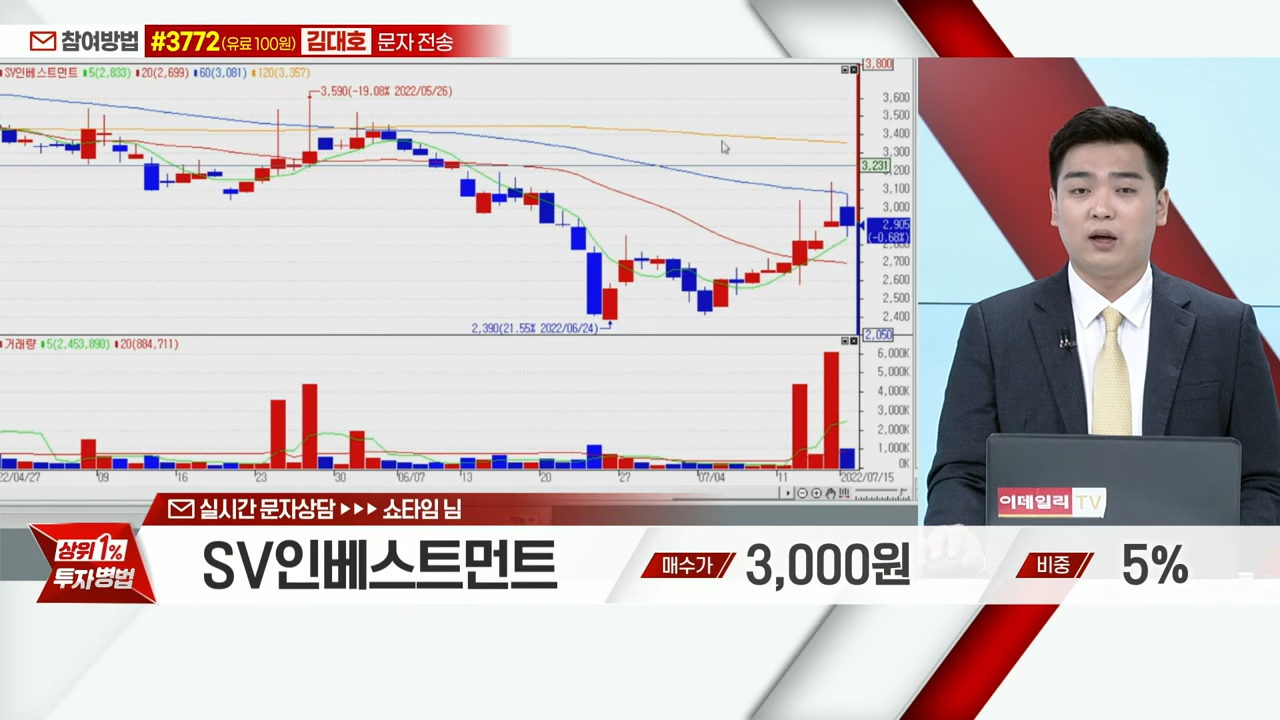 참여방법 #3772(유료 100원) 김대호 문자 전송
SV인베스트먼트 5(2,833) 20(2,699) 60(3,081) 120(3,357)
3,590(-19.08% 2022/05/26)
2,390(21.55% 2022/06/24)
3,800
3,600
3,500
3,400
3,300
3,231
3,200
3,100
3,000
2,905
(-0.68%)
2,700
2,600
2,500
2,400
2,050
거래량 5(2,453,890) 20(884,711)
6,000K
5,000K
4,000K
3,000K
2,000K
1,000K
0K
22/04/27 09 16 23 30 06/07 13 20 27 07/04 11 2022/07/15
이데일리 TV
실시간 문자상담 쇼타임 님
상위 1% 투자병법
SV인베스트먼트 매수가 3,000원 비중 5%